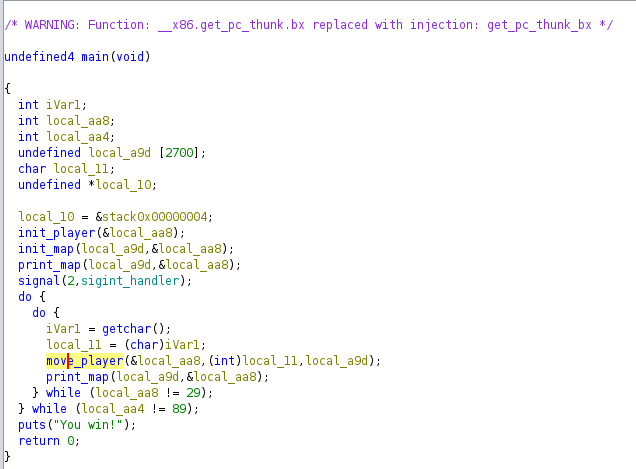 /* WARNING: Function: __x86.get_pc_thunk.bx replaced with injection: get_pc_thunk_bx */
undefined4 main(void)
{
int iVar1;
int local_aa8;
int local_aa4;
undefined local_a9d [2700];
char local_11;
undefined *local_10;
local_10 = &stack0x00000004;
init_player(&local_aa8);
init_map(local_a9d,&local_aa8);
print_map(local_a9d,&local_aa8);
signal(2,sigint_handler);
do {
do {
iVar1 = getchar();
local_11 = (char)iVar1;
move_player(&local_aa8,(int)local_11,local_a9d);
print_map(local_a9d,&local_aa8);
} while (local_aa8 != 29);
} while (local_aa4 != 89);
puts("You win!");
return 0;
}